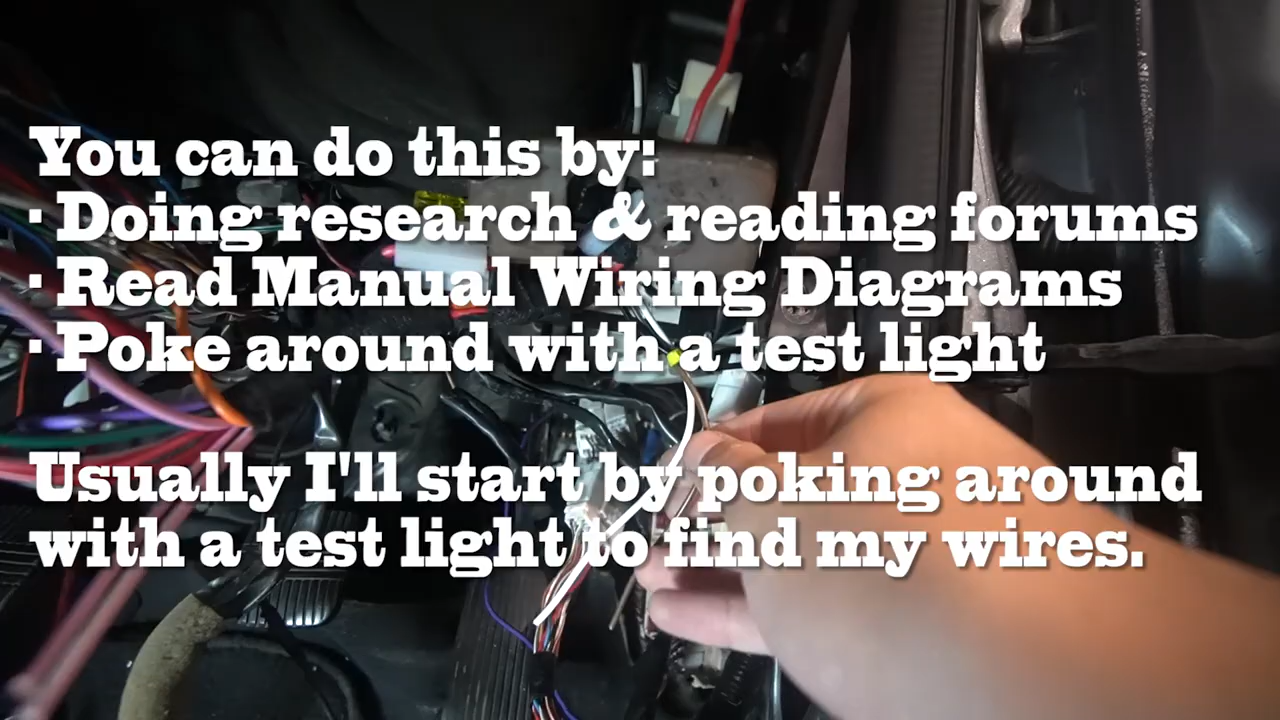 You can do this by:
· Doing research & reading forums
· Read Manual Wiring Diagrams
· Poke around with a test light
Usually I'll start by poking around
with a test light to find my wires.